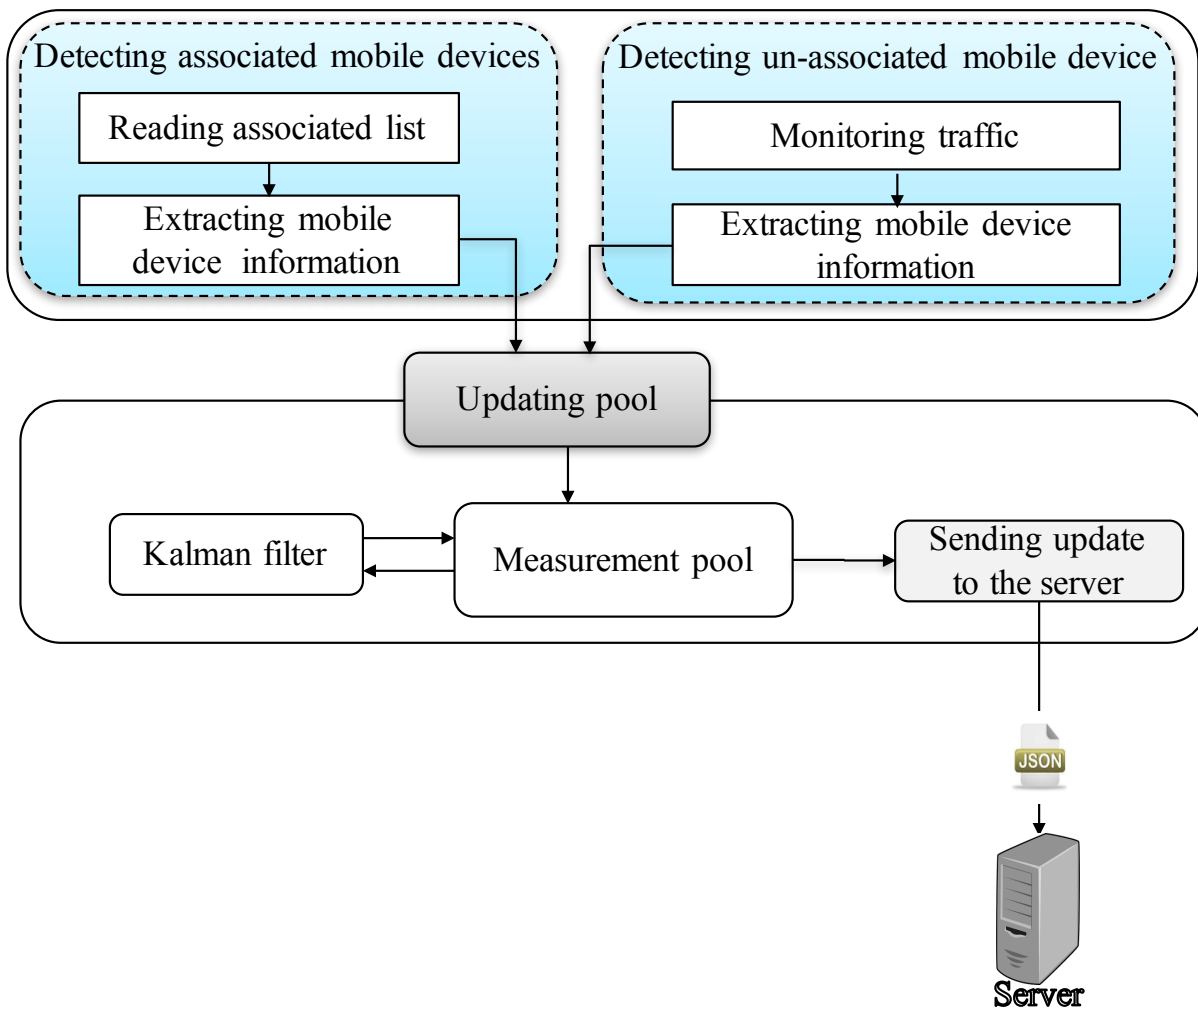 Detecting associated mobile devices
Reading associated list
Extracting mobile
device information
Detecting un-associated mobile device
Monitoring traffic
Extracting mobile device
information
Updating pool
Kalman filter
Measurement pool
Sending update
to the server
JSON
Server